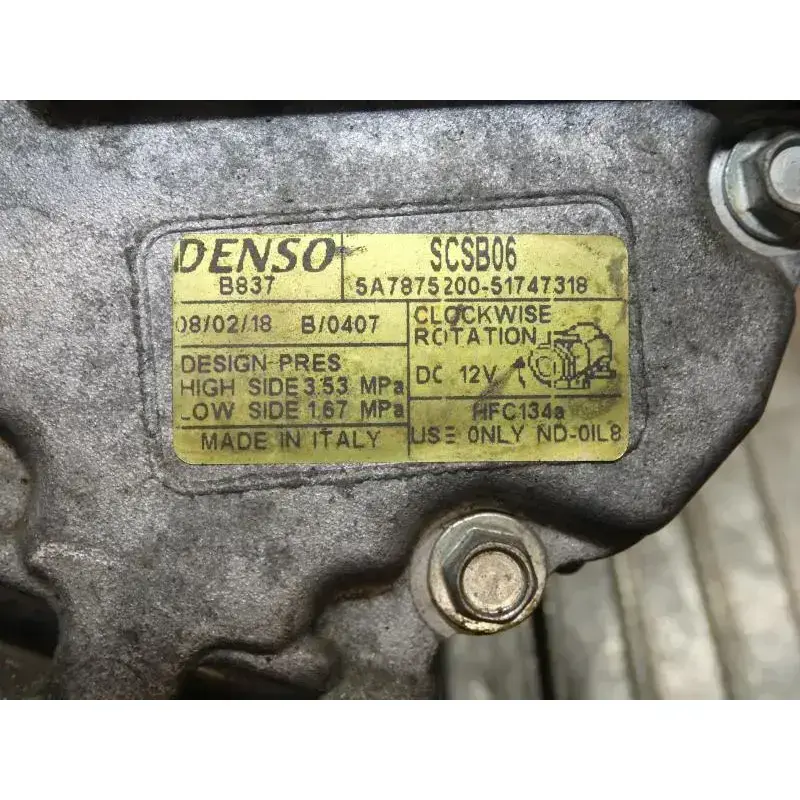 DENSO SCSB06
B837 5A7875200-51747318
08/02/18 B/0407 CLOCKWISE
ROTATION
DESIGN PRES
HIGH SIDE 3.53 MPa DC 12V
LOW SIDE 1.67 MPa HFC134a
MADE IN ITALY USE ONLY ND-OIL8